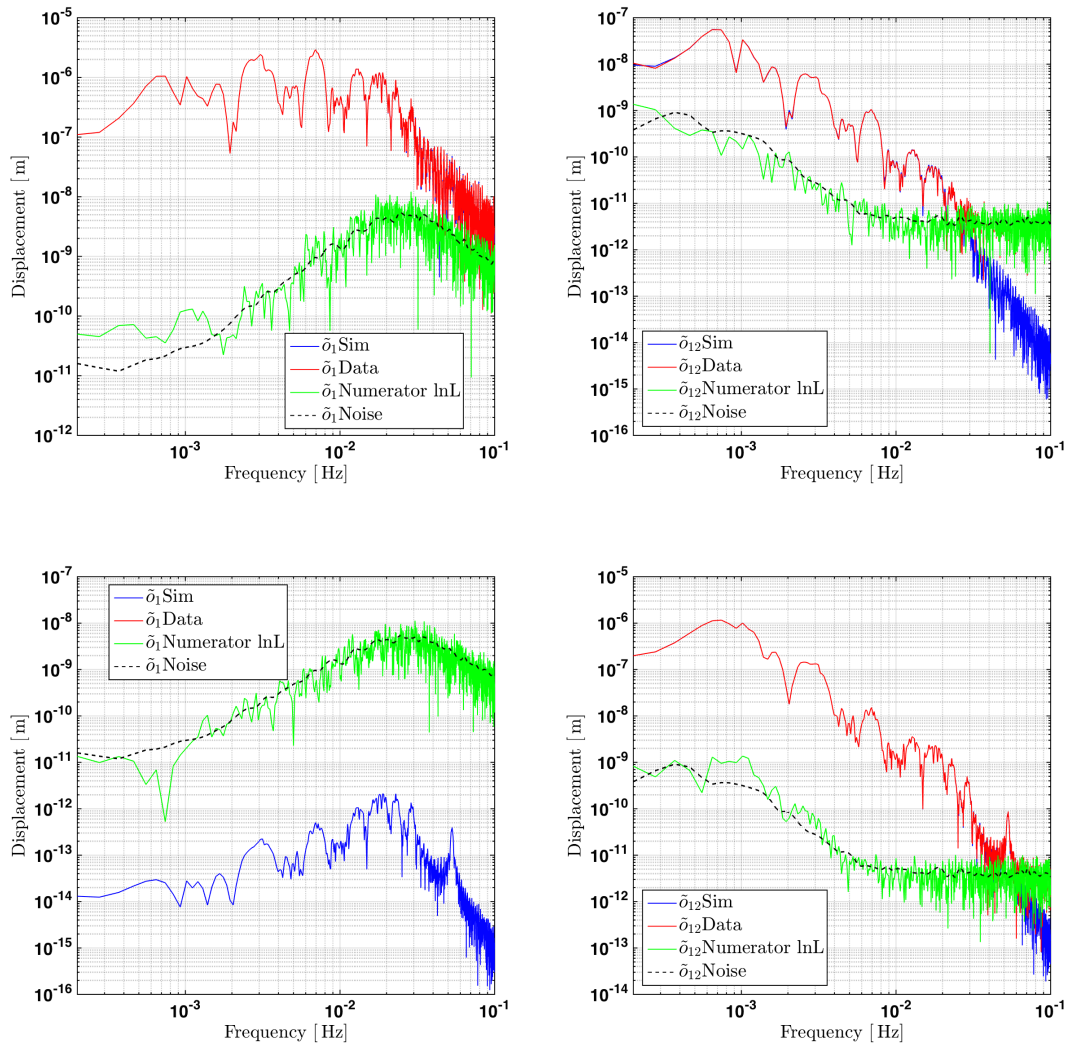 10⁻⁵
10⁻⁶
10⁻⁷
10⁻⁸
10⁻⁹
10⁻¹⁰
10⁻¹¹
10⁻¹²
Displacement [ m]
õ₁Sim
õ₁Data
õ₁Numerator lnL
õ₁Noise
10⁻³
10⁻²
10⁻¹
Frequency [ Hz]
10⁻⁷
10⁻⁸
10⁻⁹
10⁻¹⁰
10⁻¹¹
10⁻¹²
10⁻¹³
10⁻¹⁴
10⁻¹⁵
10⁻¹⁶
Displacement [ m]
õ₁₂Sim
õ₁₂Data
õ₁₂Numerator lnL
õ₁₂Noise
10⁻³
10⁻²
10⁻¹
Frequency [ Hz]
10⁻⁷
10⁻⁸
10⁻⁹
10⁻¹⁰
10⁻¹¹
10⁻¹²
10⁻¹³
10⁻¹⁴
10⁻¹⁵
10⁻¹⁶
Displacement [ m]
õ₁Sim
õ₁Data
õ₁Numerator lnL
õ₁Noise
10⁻³
10⁻²
10⁻¹
Frequency [ Hz]
10⁻⁵
10⁻⁶
10⁻⁷
10⁻⁸
10⁻⁹
10⁻¹⁰
10⁻¹¹
10⁻¹²
10⁻¹³
10⁻¹⁴
Displacement [ m]
õ₁₂Sim
õ₁₂Data
õ₁₂Numerator lnL
õ₁₂Noise
10⁻³
10⁻²
10⁻¹
Frequency [ Hz]